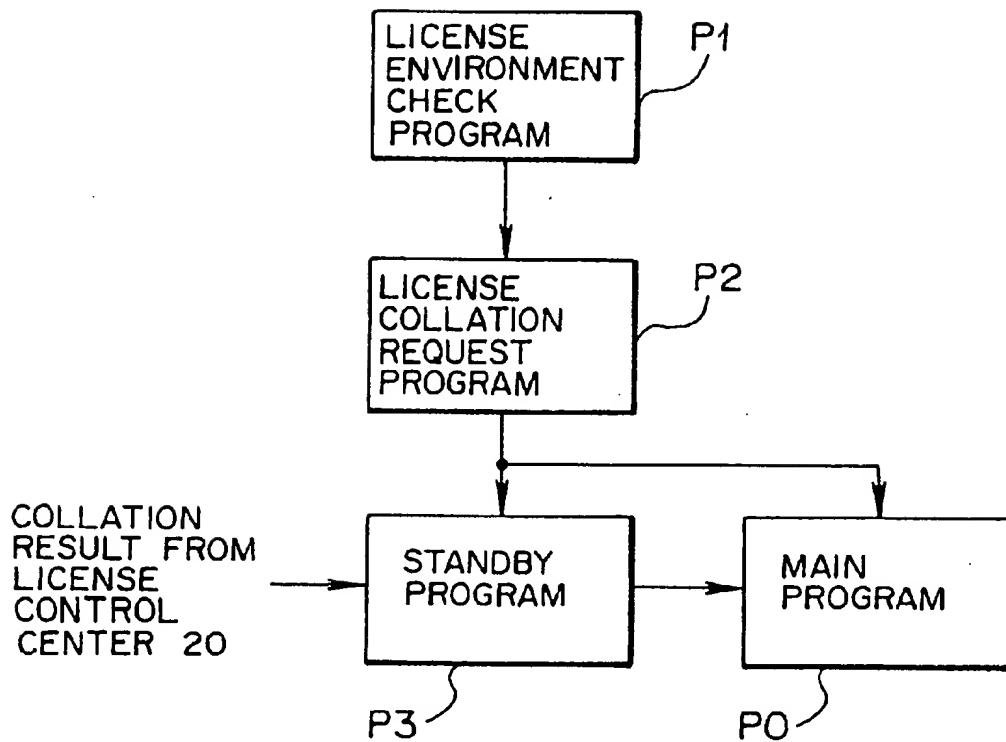 LICENSE
ENVIRONMENT
CHECK
PROGRAM
P1
LICENSE
COLLATION
REQUEST
PROGRAM
P2
COLLATION
RESULT FROM
LICENSE
CONTROL
CENTER 20
STANDBY
PROGRAM
MAIN
PROGRAM
P3
P0